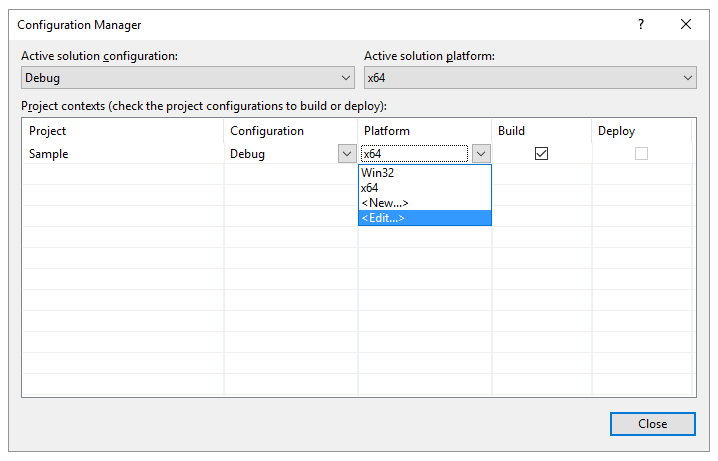 Configuration Manager
Active solution configuration: Active solution platform:
Debug x64
Project contexts (check the project configurations to build or deploy):
Project Configuration Platform Build Deploy
Sample Debug x64
Win32
x64
<New...>
<Edit...>
Close